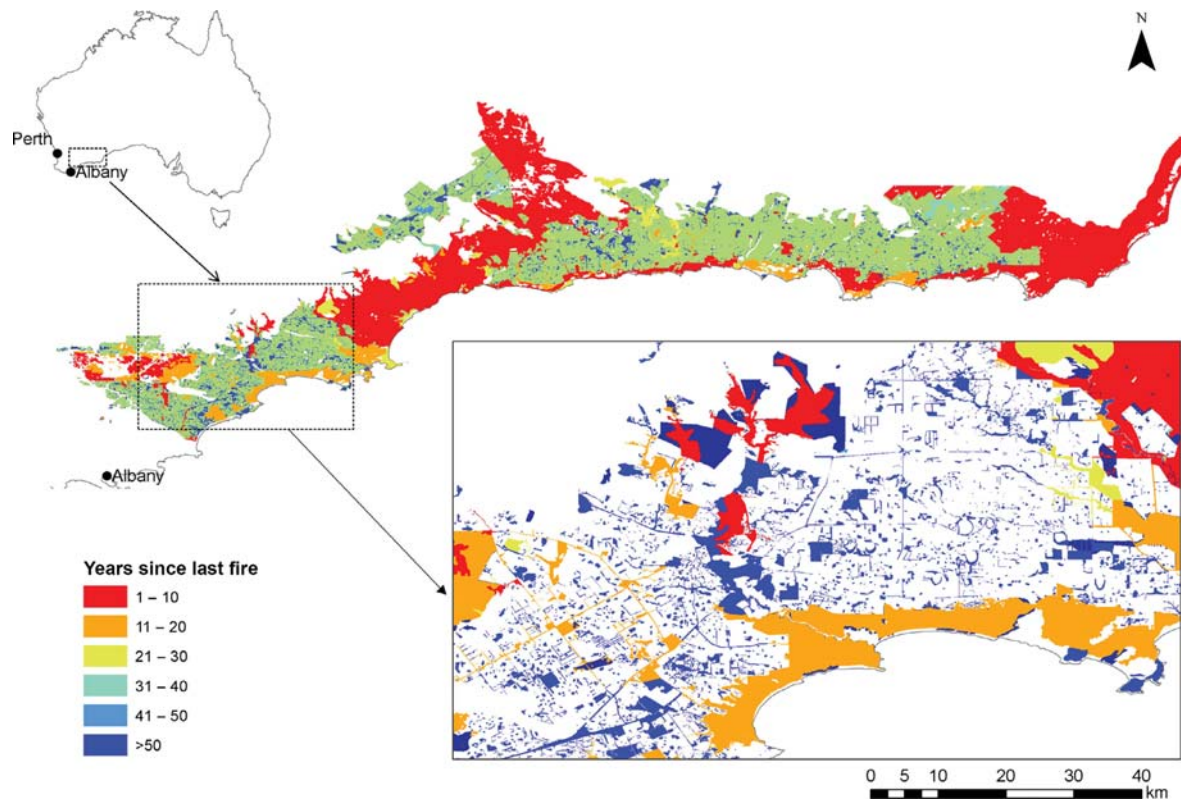 N
Perth
Albany
Albany
Years since last fire
1 – 10
11 – 20
21 – 30
31 – 40
41 – 50
>50
0 5 10 20 30 40
km